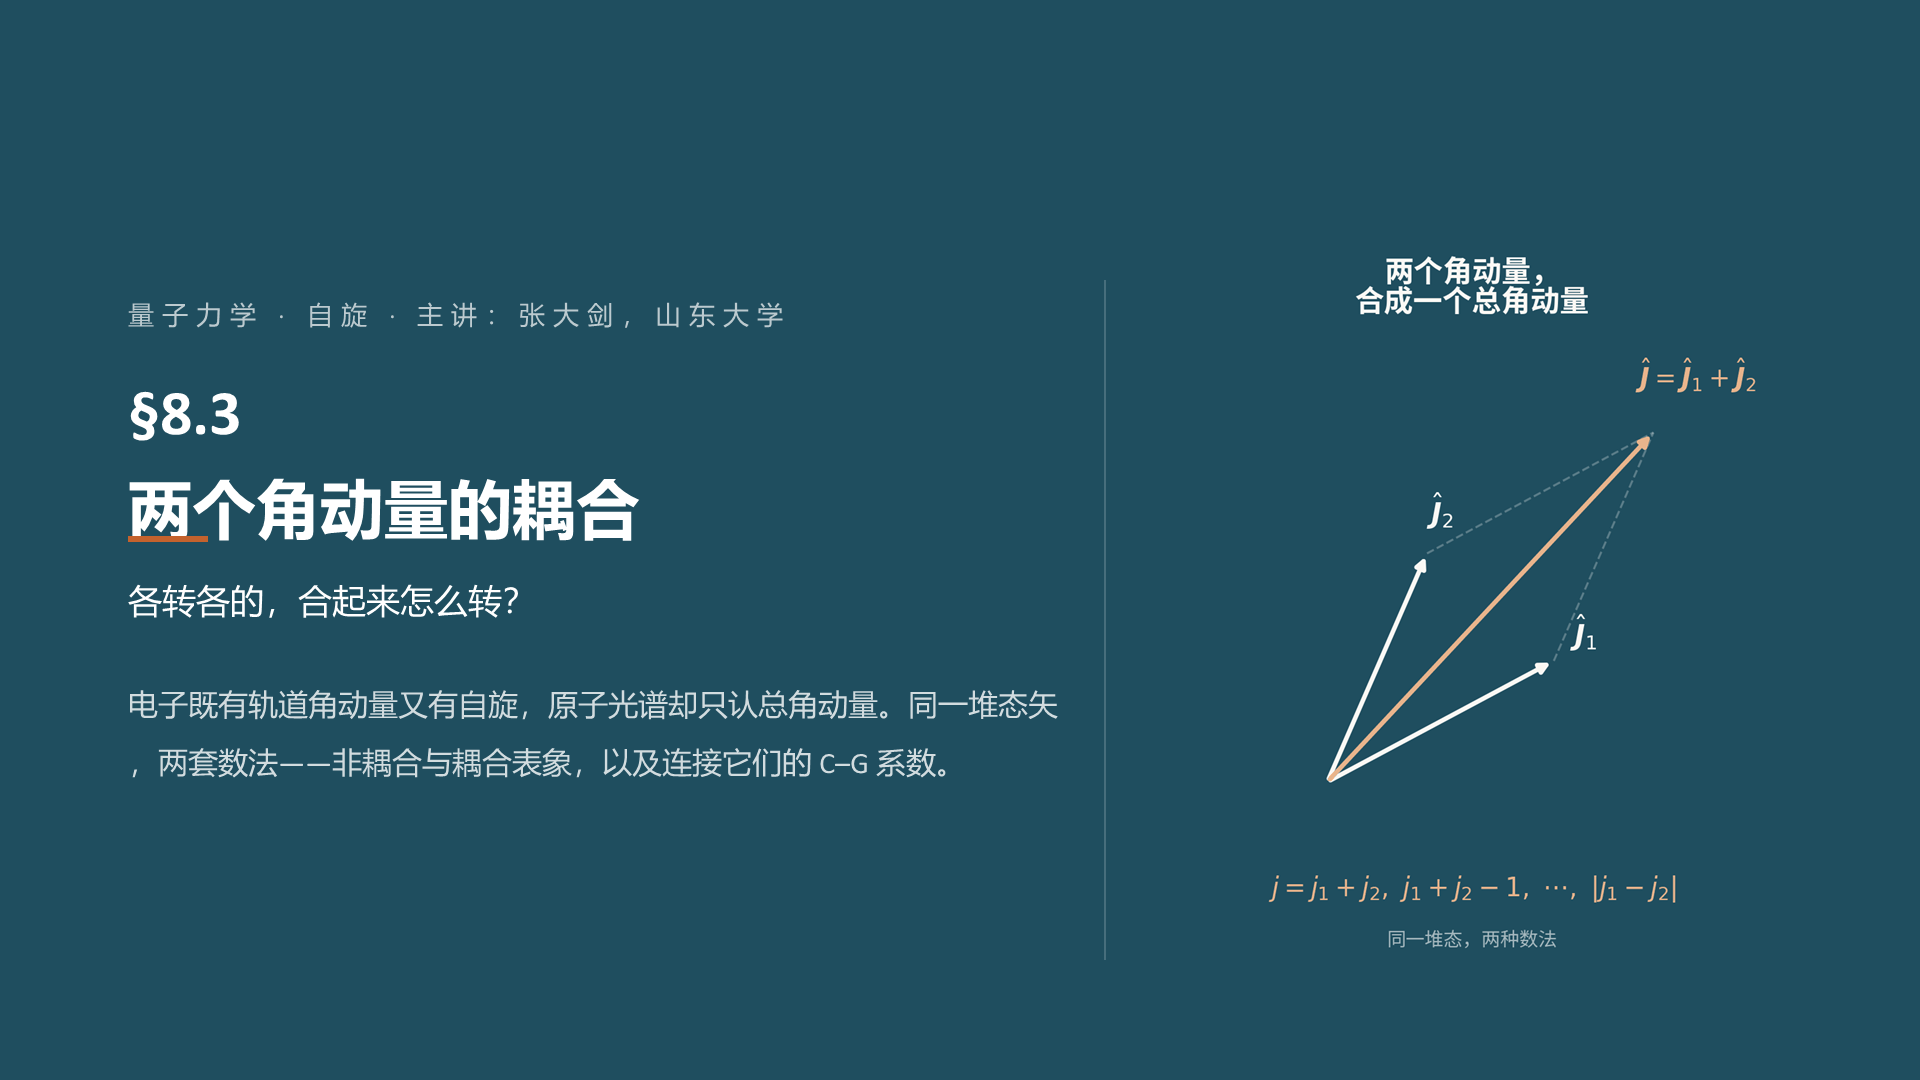 量子力学 · 自旋 · 主讲：张大剑，山东大学
§8.3
两个角动量的耦合
各转各的，合起来怎么转？
电子既有轨道角动量又有自旋，原子光谱却只认总角动量。同一堆态矢
，两套数法——非耦合与耦合表象，以及连接它们的 C–G 系数。
两个角动量，
合成一个总角动量
Ĵ = Ĵ₁ + Ĵ₂
Ĵ₂
Ĵ₁
j = j₁ + j₂, j₁ + j₂ − 1, ⋯, |j₁ − j₂|
同一堆态，两种数法